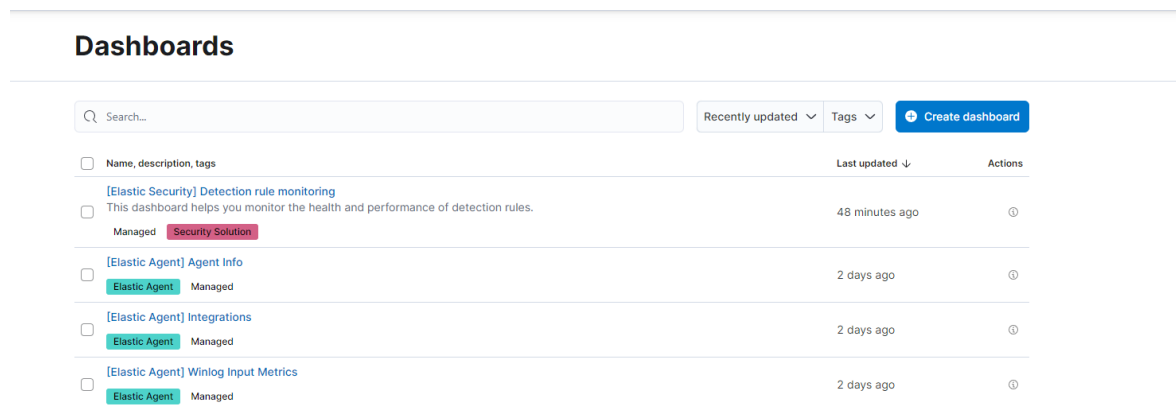 Dashboards
Search...
Recently updated
Tags
Create dashboard
Name, description, tags
Last updated
Actions
[Elastic Security] Detection rule monitoring
This dashboard helps you monitor the health and performance of detection rules.
Managed Security Solution
48 minutes ago
[Elastic Agent] Agent Info
Elastic Agent Managed
2 days ago
[Elastic Agent] Integrations
Elastic Agent Managed
2 days ago
[Elastic Agent] Winlog Input Metrics
Elastic Agent Managed
2 days ago